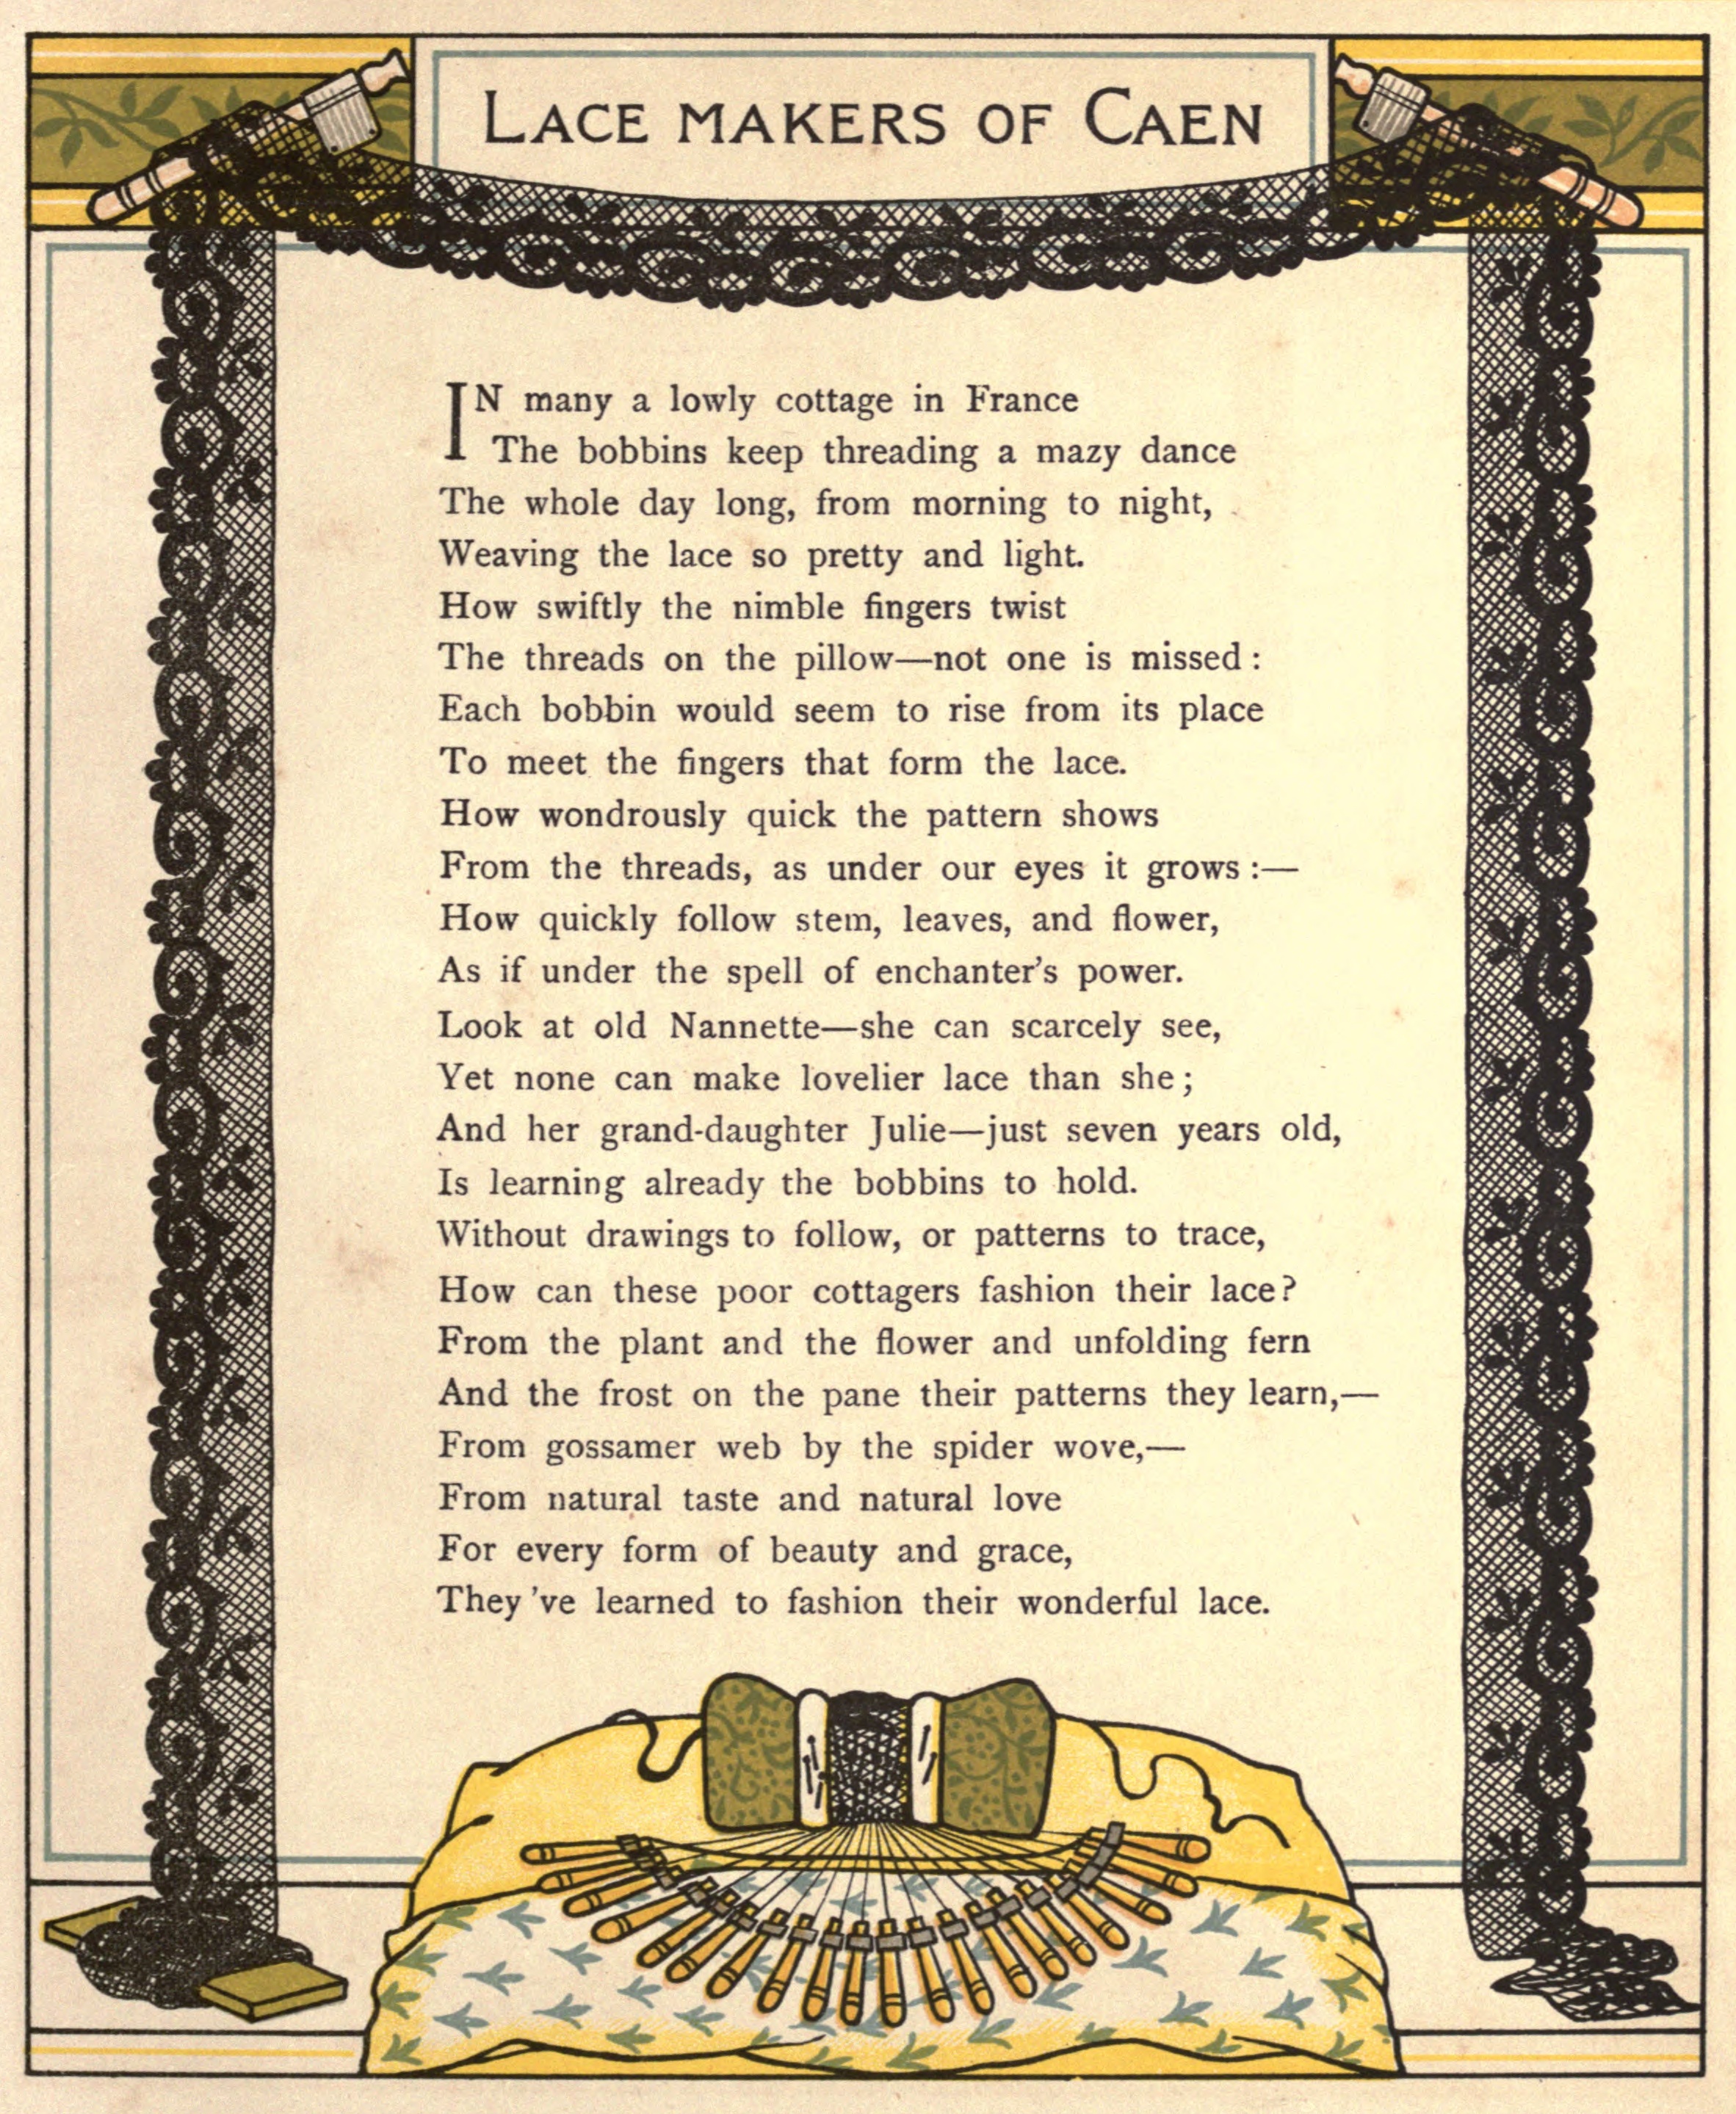 LACE MAKERS OF CAEN
IN many a lowly cottage in France
The bobbins keep threading a mazy dance
The whole day long, from morning to night,
Weaving the lace so pretty and light.
How swiftly the nimble fingers twist
The threads on the pillow—not one is missed:
Each bobbin would seem to rise from its place
To meet the fingers that form the lace.
How wondrously quick the pattern shows
From the threads, as under our eyes it grows:—
How quickly follow stem, leaves, and flower,
As if under the spell of enchanter's power.
Look at old Nannette—she can scarcely see,
Yet none can make lovelier lace than she;
And her grand-daughter Julie—just seven years old,
Is learning already the bobbins to hold.
Without drawings to follow, or patterns to trace,
How can these poor cottagers fashion their lace?
From the plant and the flower and unfolding fern
And the frost on the pane their patterns they learn,—
From gossamer web by the spider wove,—
From natural taste and natural love
For every form of beauty and grace,
They 've learned to fashion their wonderful lace.